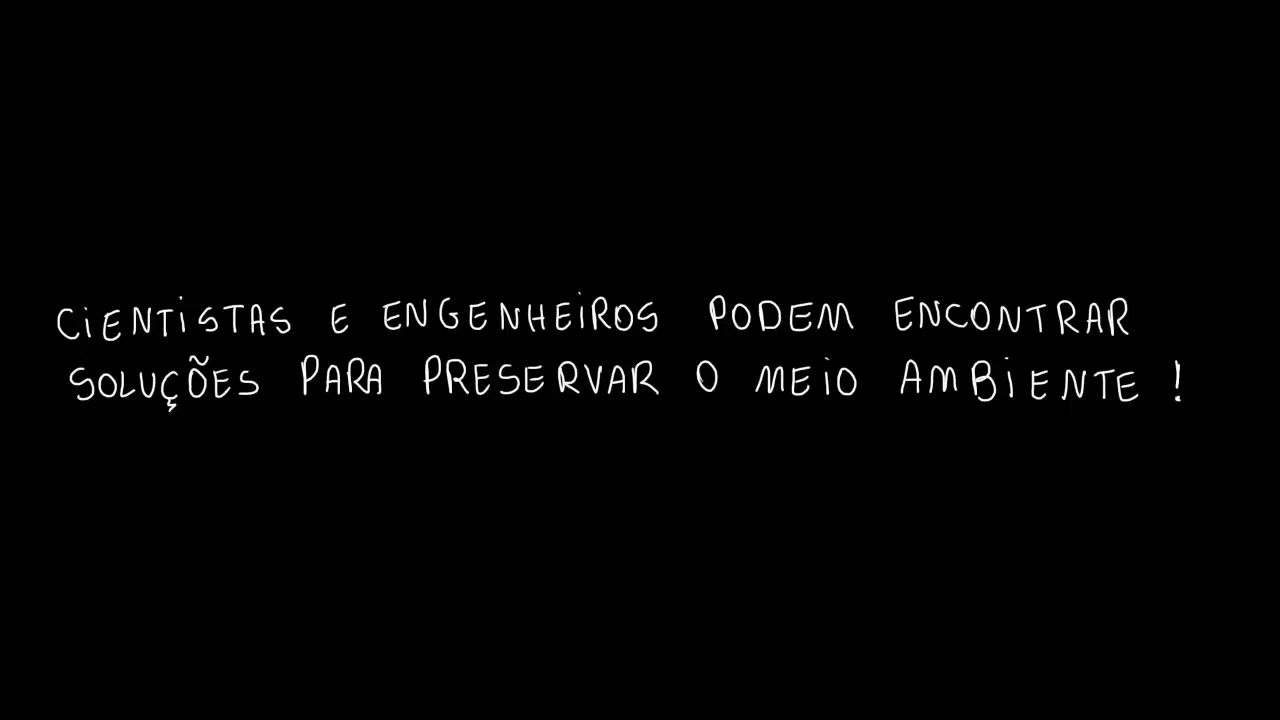 CIENTISTAS E ENGENHEIROS PODEM ENCONTRAR
SOLUÇÕES PARA PRESERVAR O MEIO AMBIENTE !